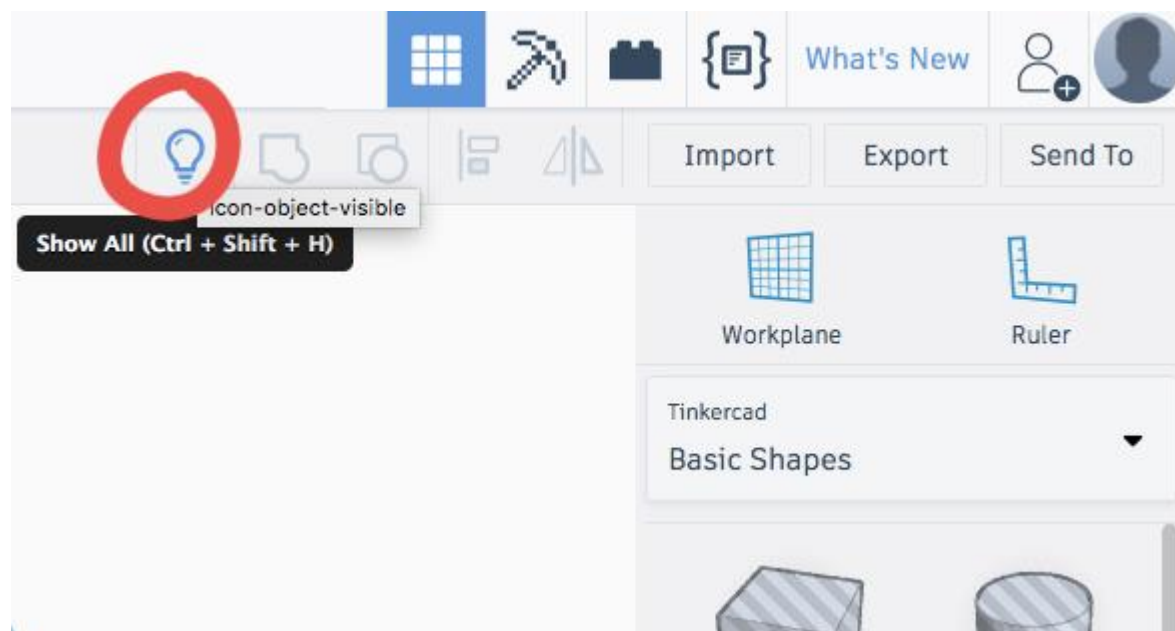 What's New
Import Export Send To
icon-object-visible
Show All (Ctrl + Shift + H)
Workplane Ruler
Tinkercad
Basic Shapes